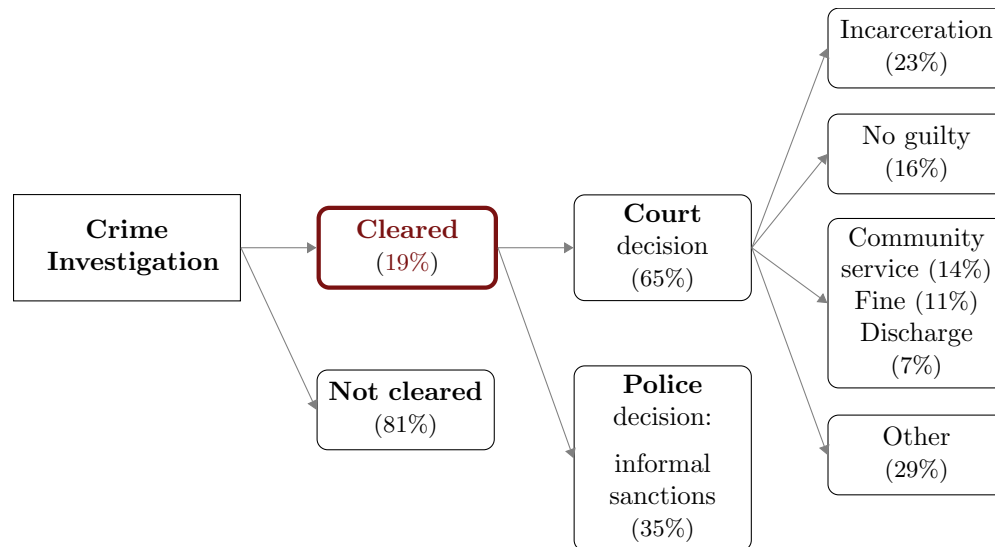 Crime
Investigation
Cleared
(19%)
Not cleared
(81%)
Court
decision
(65%)
Police
decision:
informal
sanctions
(35%)
Incarceration
(23%)
No guilty
(16%)
Community
service (14%)
Fine (11%)
Discharge
(7%)
Other
(29%)